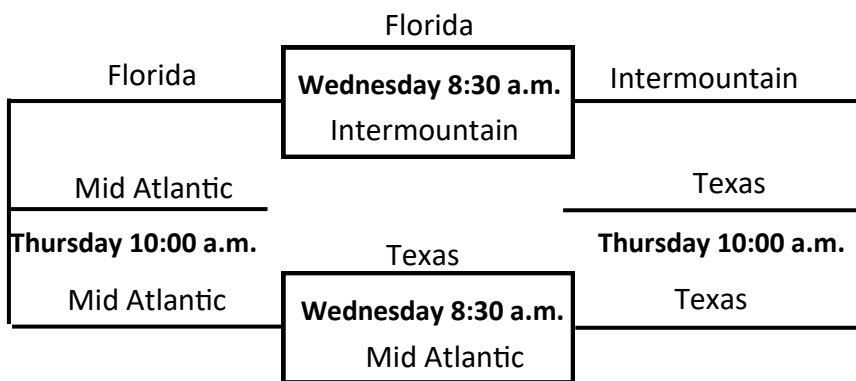 Florida
Florida
Wednesday 8:30 a.m.
Intermountain
Intermountain
Mid Atlantic
Texas
Thursday 10:00 a.m.
Thursday 10:00 a.m.
Texas
Mid Atlantic
Wednesday 8:30 a.m.
Texas
Mid Atlantic